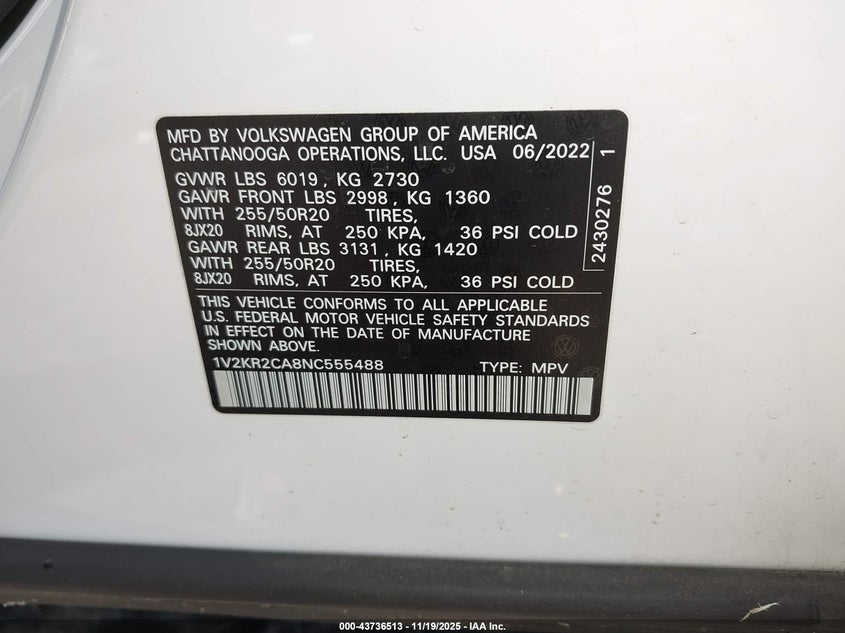 MFD BY VOLKSWAGEN GROUP OF AMERICA
CHATTANOOGA OPERATIONS, LLC. USA 06/2022
GVWR LBS 6019, KG 2730
GAWR FRONT LBS 2998, KG 1360
WITH 255/50R20 TIRES,
8JX20 RIMS, AT 250 KPA, 36 PSI COLD
GAWR REAR LBS 3131, KG 1420
WITH 255/50R20 TIRES,
8JX20 RIMS, AT 250 KPA, 36 PSI COLD
THIS VEHICLE CONFORMS TO ALL APPLICABLE
U.S. FEDERAL MOTOR VEHICLE SAFETY STANDARDS
IN EFFECT ON THE DATE OF MANUFACTURE
SHOWN ABOVE.
1V2KR2CA8NC555488 TYPE: MPV
2430276 1
000-43736513 - 11/19/2025 - IAA Inc.